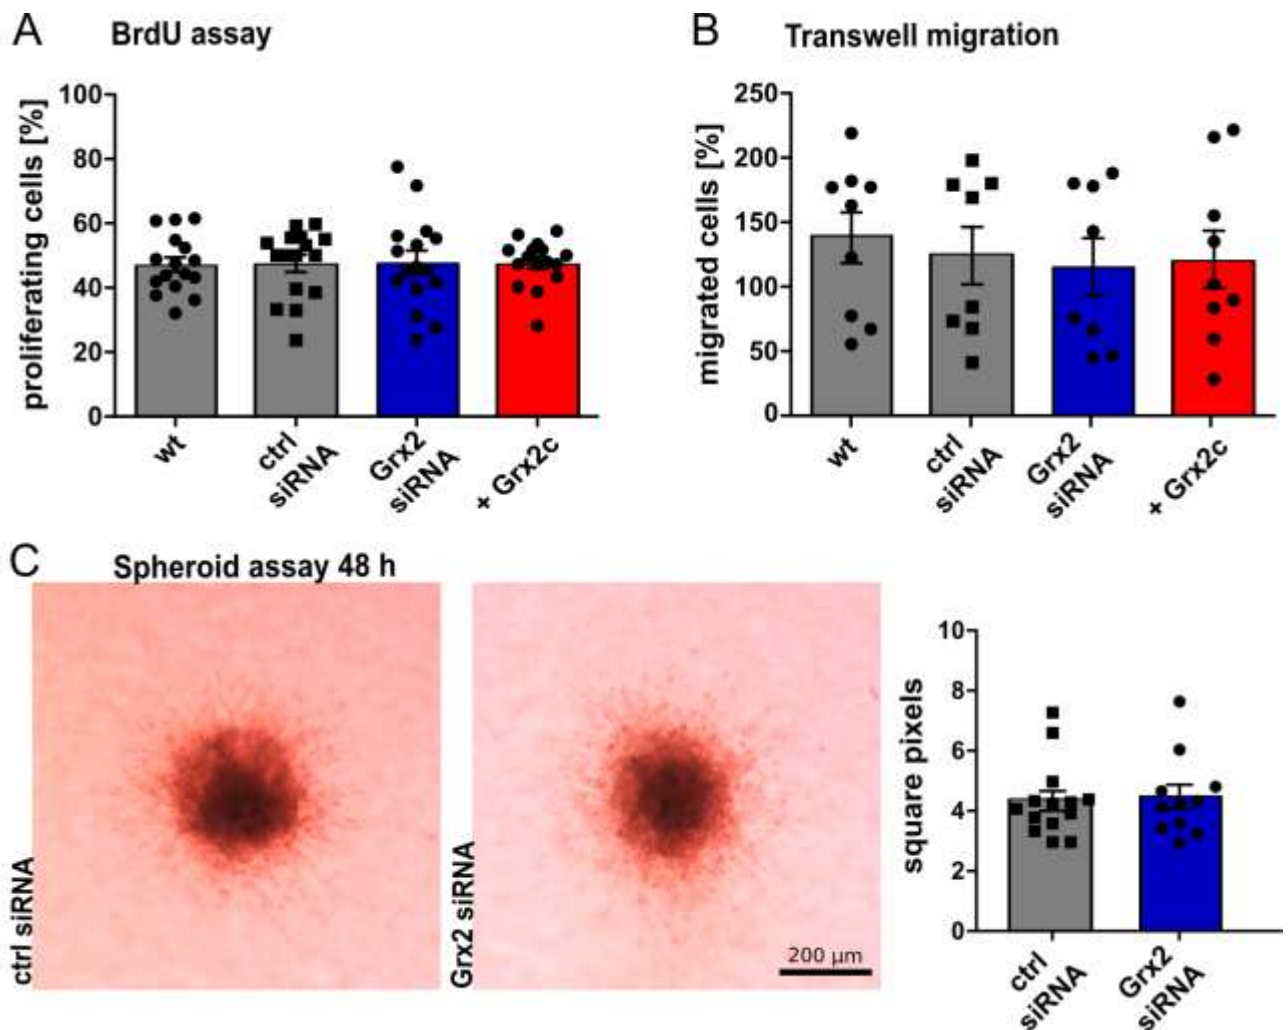 A BrdU assay
proliferating cells [%]
100
80
60
40
20
0
wt
ctrl
siRNA
Grx2
siRNA
+ Grx2c
B Transwell migration
migrated cells [%]
250
200
150
100
50
0
wt
ctrl
siRNA
Grx2
siRNA
+ Grx2c
C Spheroid assay 48 h
ctrl siRNA
Grx2 siRNA
200 µm
square pixels
10
8
6
4
2
0
ctrl
siRNA
Grx2
siRNA